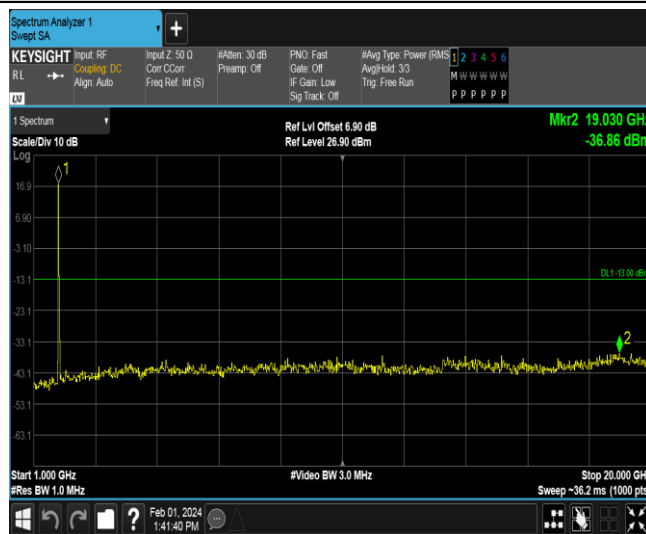 Spectrum Analyzer 1
Swept SA
+
KEYSIGHT Input: RF Input Z: 50 Ω #Atten: 30 dB PNO: Fast #Avg Type: Power (RMS 1 2 3 4 5 6
RL Coupling: DC Corr CCorr Preamp: Off Gate: Off Avg|Hold: 3/3 M W W W W W
Align: Auto Freq Ref: Int (S) IF Gain: Low Trig: Free Run
LXI Sig Track: Off P P P P P P
1 Spectrum Ref Lvl Offset 6.90 dB Mkr2 19.030 GHz
Scale/Div 10 dB Ref Level 26.90 dBm -36.86 dBm
Log
1
16.9
6.90
-3.10
DL1 -13.00 dBm
-13.1
-23.1
2
-33.1
-43.1
-53.1
-63.1
Start 1.000 GHz #Video BW 3.0 MHz Stop 20.000 GH
#Res BW 1.0 MHz Sweep ~36.2 ms (1000 pts
? Feb 01, 2024
1:41:40 PM